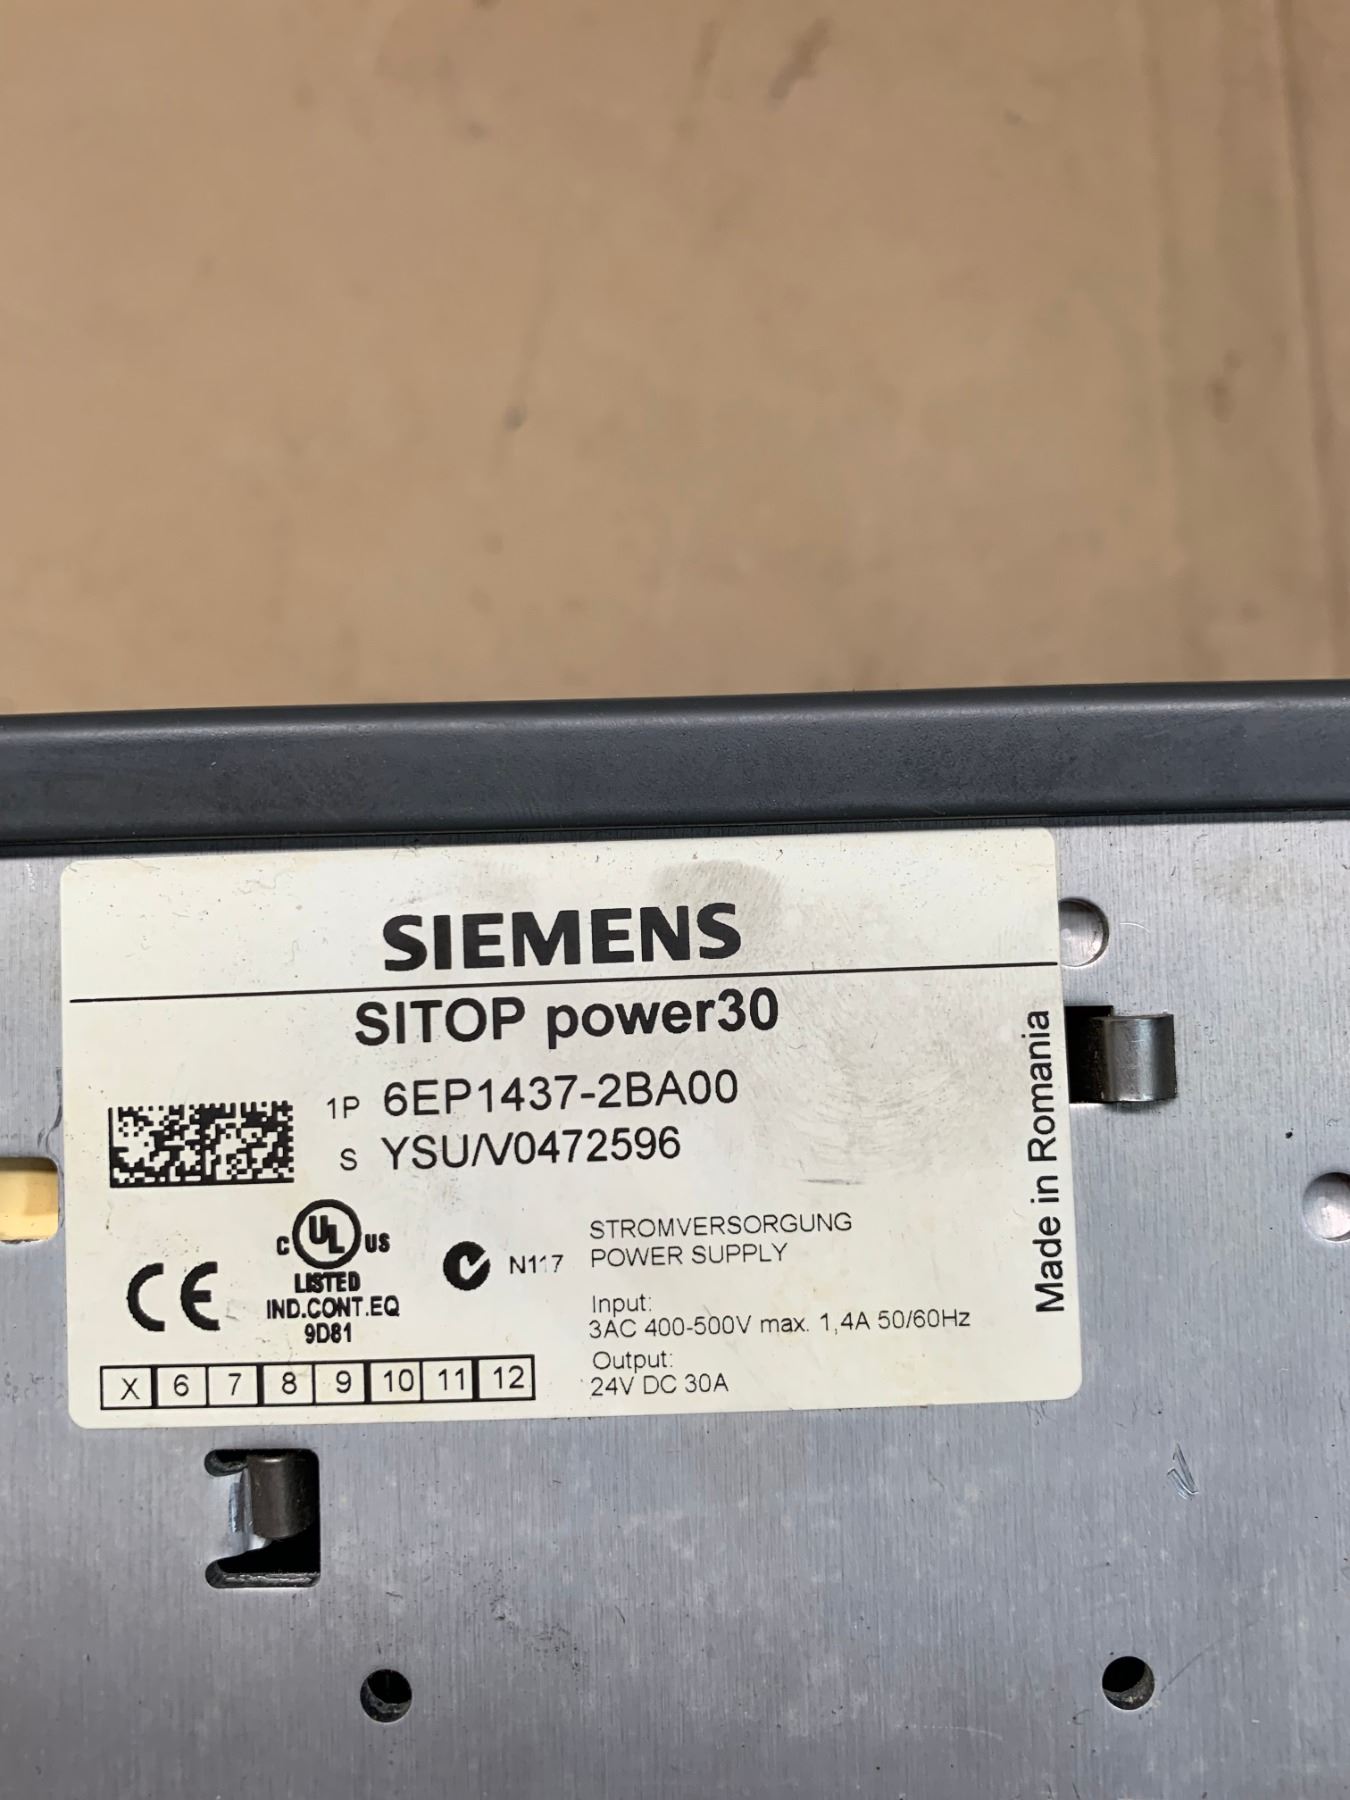 SIEMENS
SITOP power30
1P 6EP1437-2BA00
S YSU/V0472596
Made in Romania
CE
C UL US
LISTED
IND.CONT.EQ
9D81
N117
STROMVERSORGUNG
POWER SUPPLY
Input:
3AC 400-500V max. 1,4A 50/60Hz
Output:
24V DC 30A
X 6 7 8 9 10 11 12